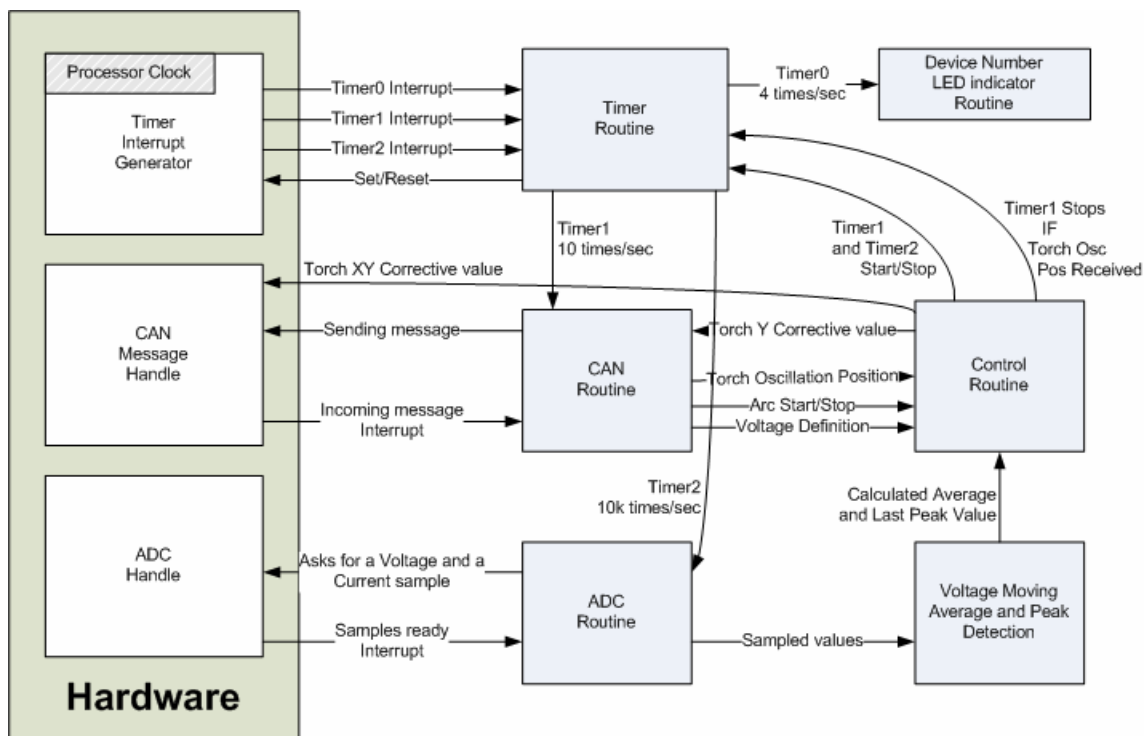 Processor Clock
Timer
Interrupt
Generator
Timer0 Interrupt
Timer1 Interrupt
Timer2 Interrupt
Set/Reset
Timer
Routine
Timer0
4 times/sec
Device Number
LED indicator
Routine
Timer1
10 times/sec
Timer1
and Timer2
Start/Stop
Timer1 Stops
IF
Torch Osc
Pos Received
Torch XY Corrective value
CAN
Message
Handle
Sending message
Incoming message
Interrupt
CAN
Routine
Torch Y Corrective value
Torch Oscillation Position
Arc Start/Stop
Voltage Definition
Control
Routine
Timer2
10k times/sec
Calculated Average
and Last Peak Value
ADC
Handle
Asks for a Voltage and a
Current sample
Samples ready
Interrupt
ADC
Routine
Sampled values
Voltage Moving
Average and Peak
Detection
Hardware